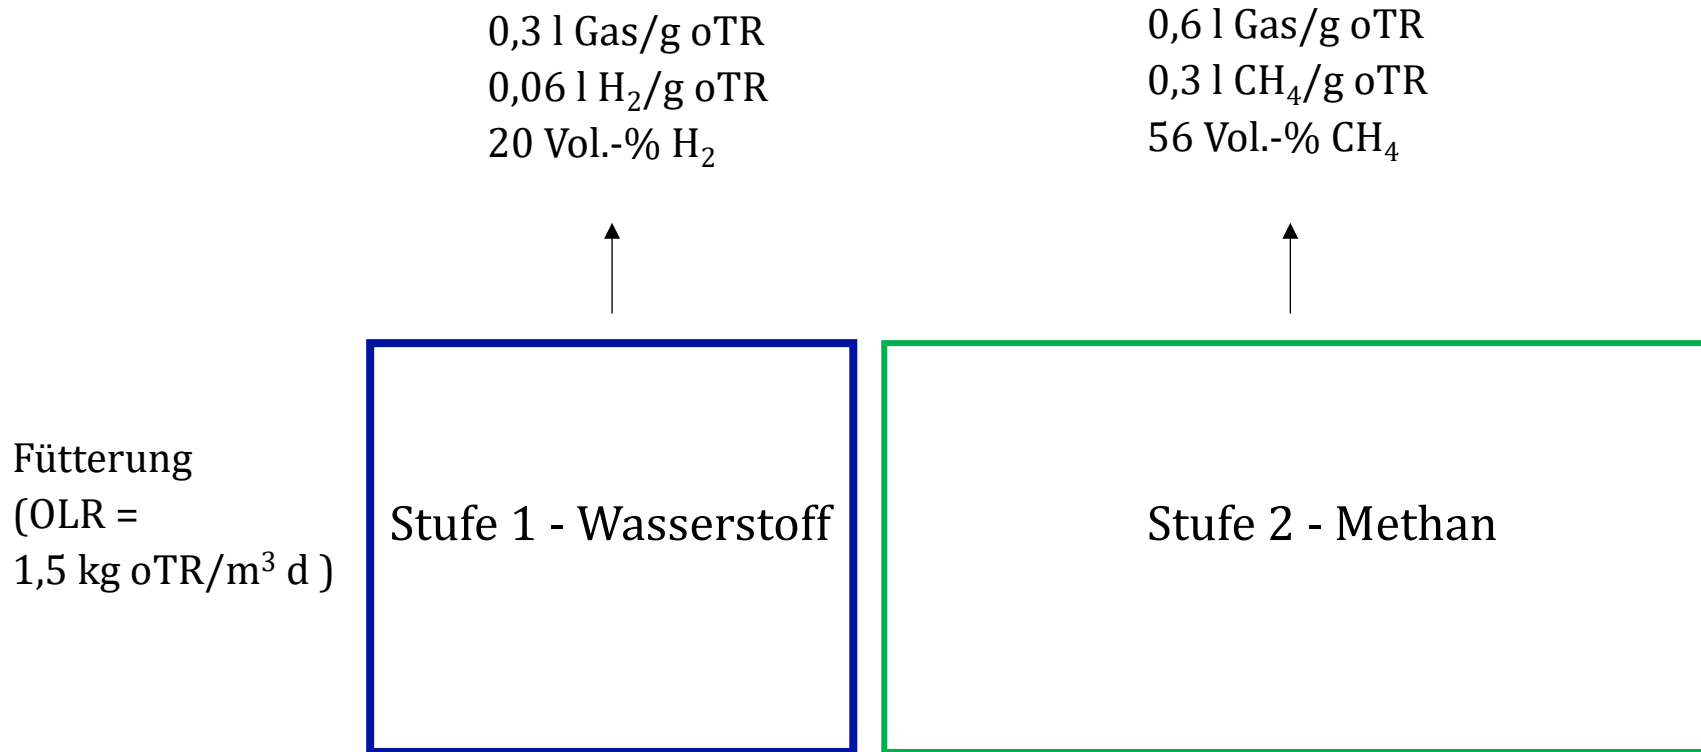 0,3 l Gas/g oTR
0,06 l H₂/g oTR
20 Vol.-% H₂
0,6 l Gas/g oTR
0,3 l CH₄/g oTR
56 Vol.-% CH₄
Fütterung
(OLR =
1,5 kg oTR/m³ d )
Stufe 1 - Wasserstoff
Stufe 2 - Methan